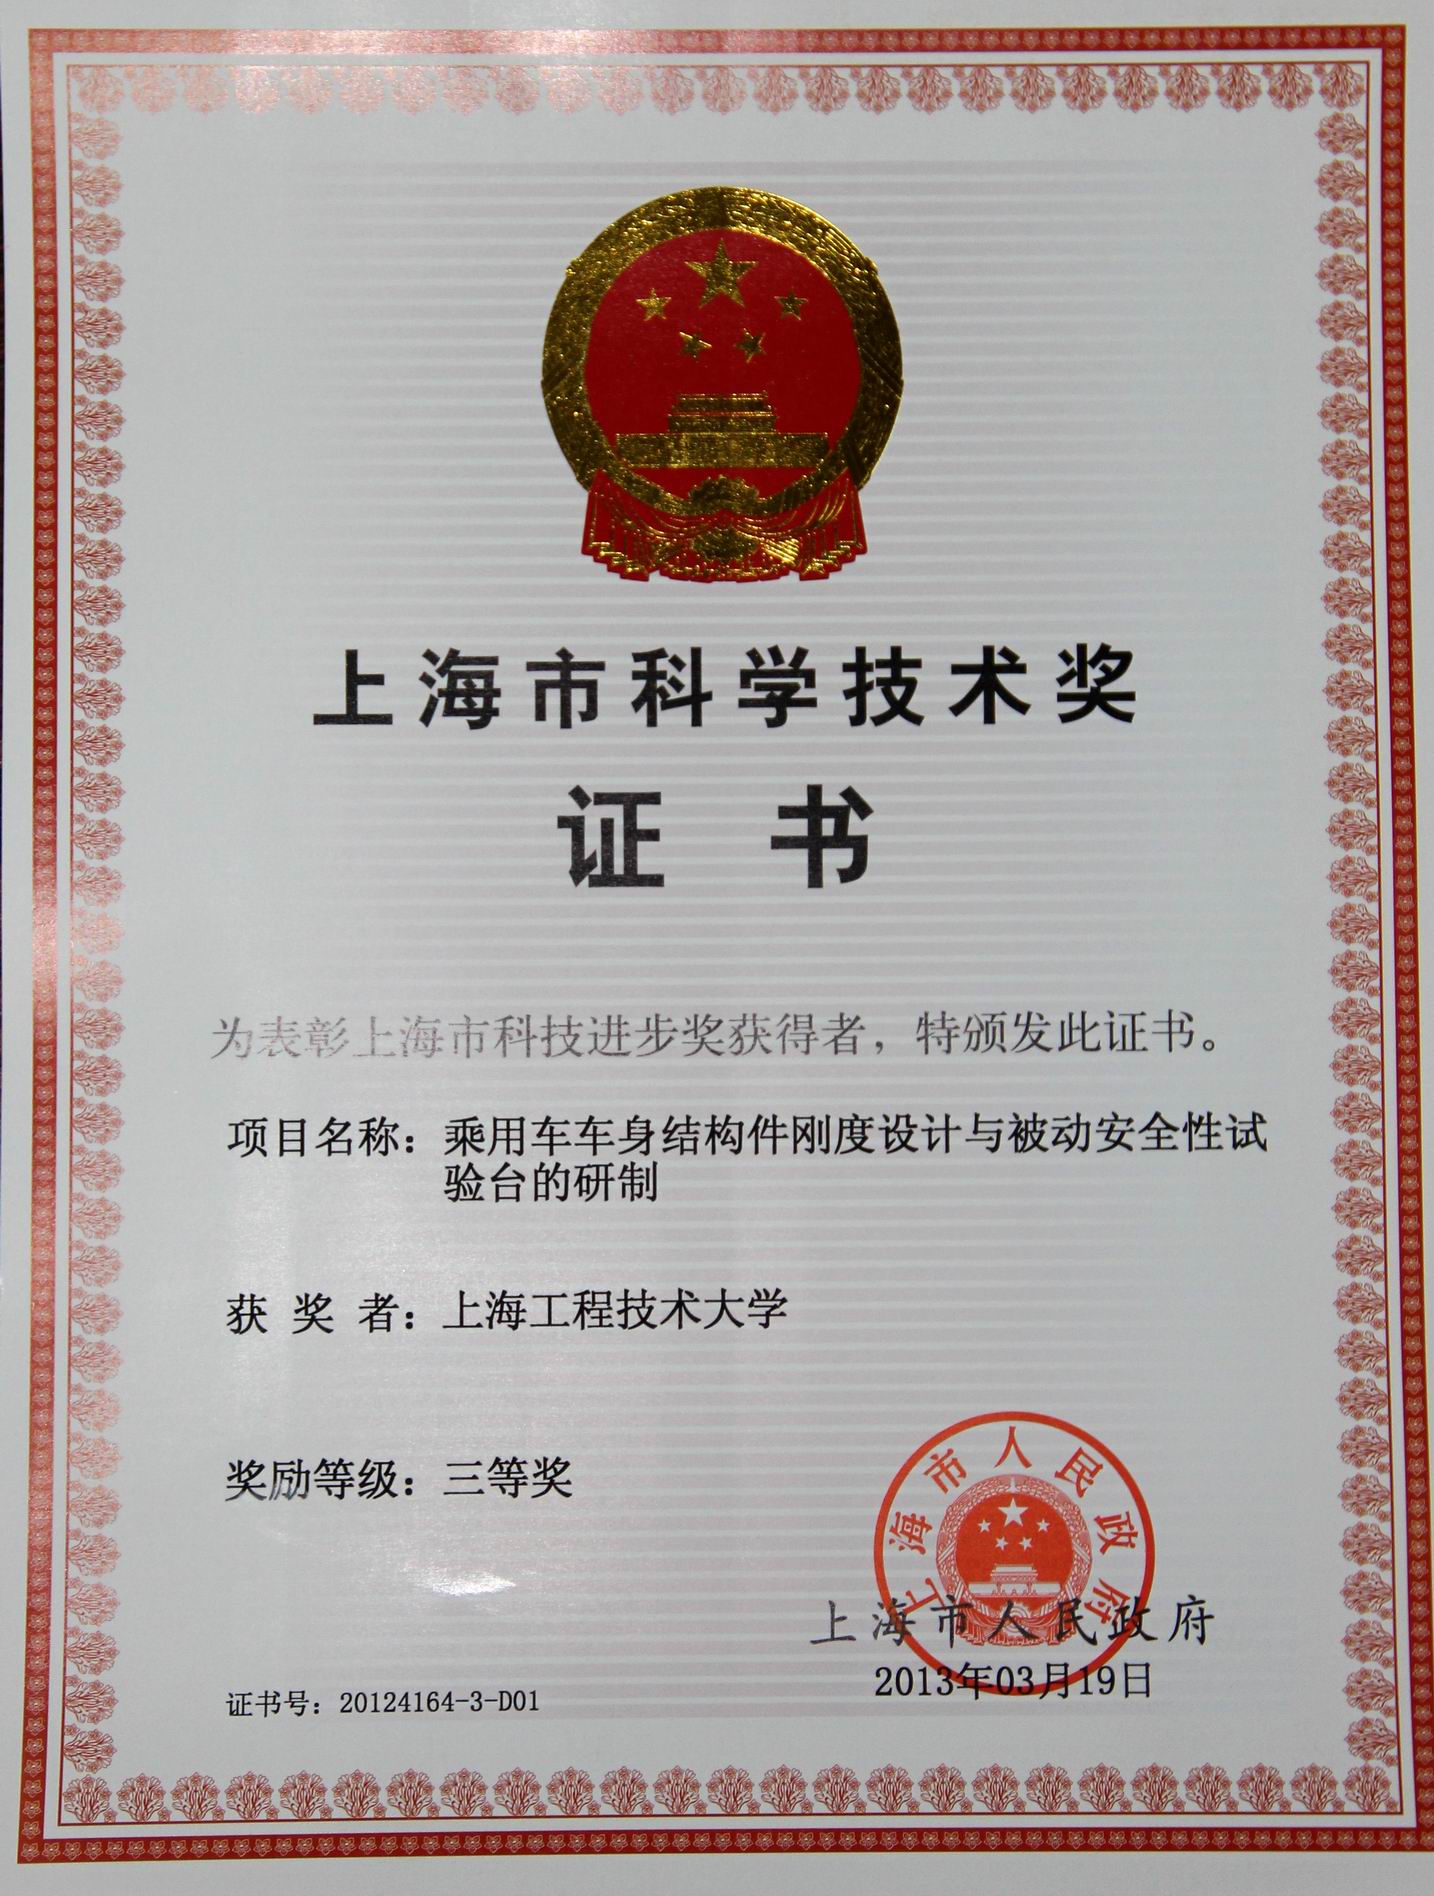 上海市科学技术奖
证书
为表彰上海市科技进步奖获得者，特颁发此证书。
项目名称：乘用车车身结构件刚度设计与被动安全性试
验台的研制
获奖者：上海工程技术大学
奖励等级：三等奖
上海市人民政府
上海市人民政府
2013年03月19日
证书号：20124164-3-D01